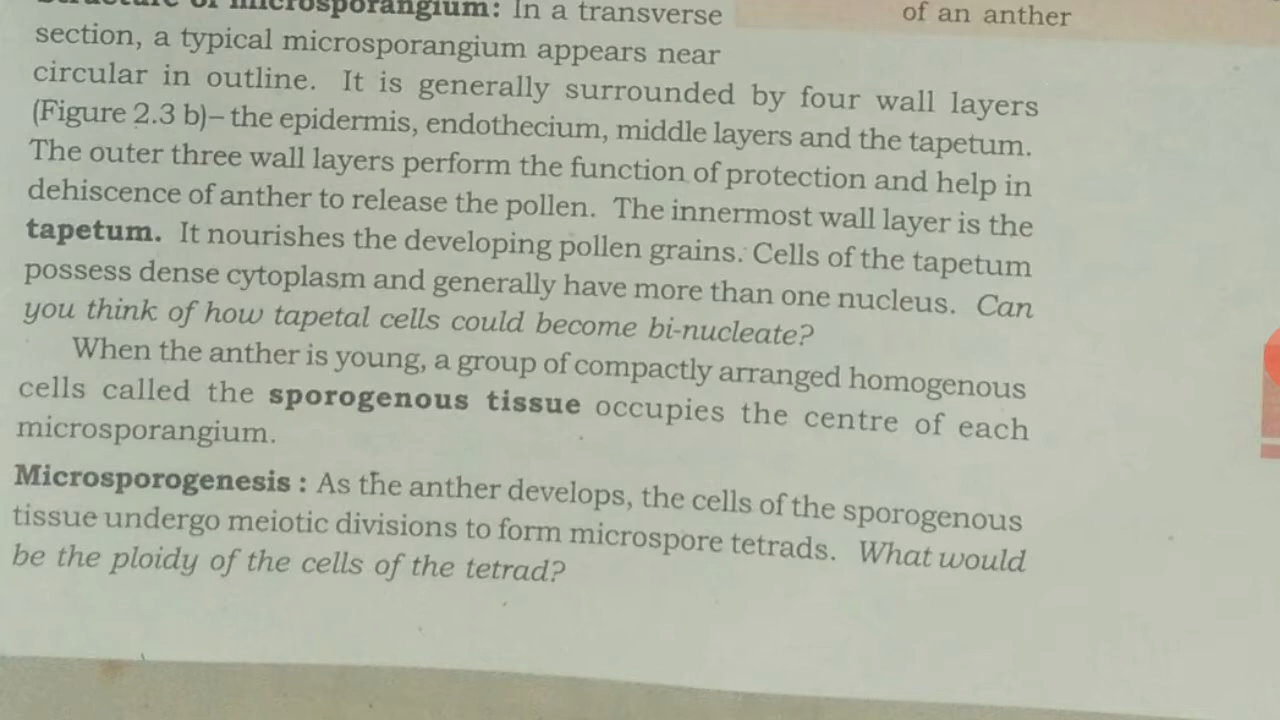 Structure of microsporangium: In a transverse
of an anther
section, a typical microsporangium appears near
circular in outline. It is generally surrounded by four wall layers
(Figure 2.3 b)– the epidermis, endothecium, middle layers and the tapetum.
The outer three wall layers perform the function of protection and help in
dehiscence of anther to release the pollen. The innermost wall layer is the
tapetum. It nourishes the developing pollen grains. Cells of the tapetum
possess dense cytoplasm and generally have more than one nucleus. Can
you think of how tapetal cells could become bi-nucleate?
When the anther is young, a group of compactly arranged homogenous
cells called the sporogenous tissue occupies the centre of each
microsporangium.
Microsporogenesis : As the anther develops, the cells of the sporogenous
tissue undergo meiotic divisions to form microspore tetrads. What would
be the ploidy of the cells of the tetrad?